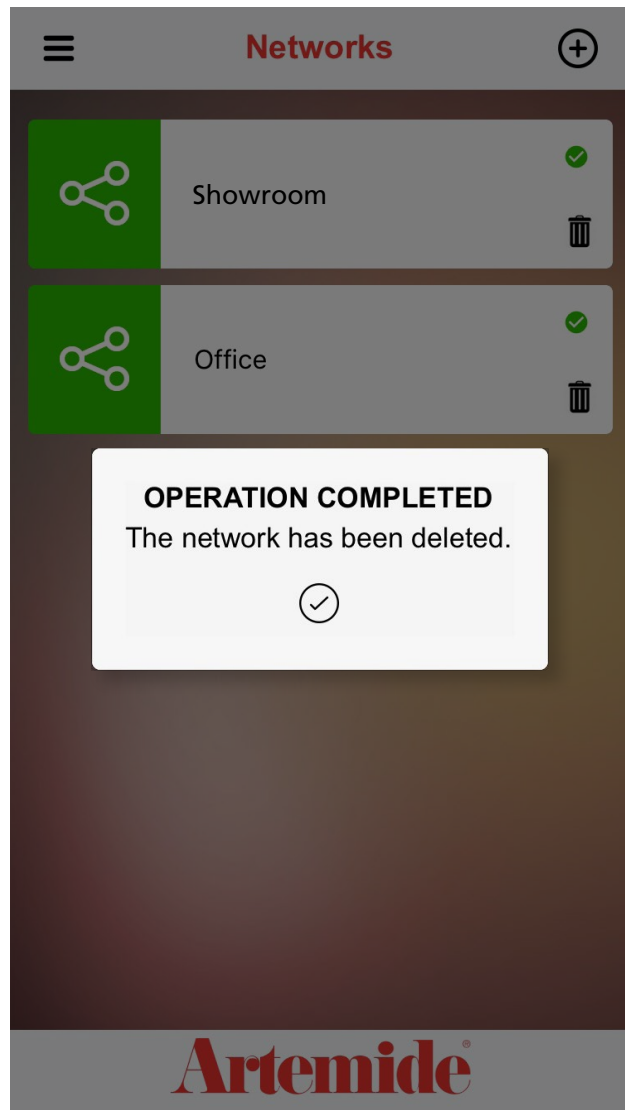 Networks
Showroom
Office
OPERATION COMPLETED
The network has been deleted.
Artemide®